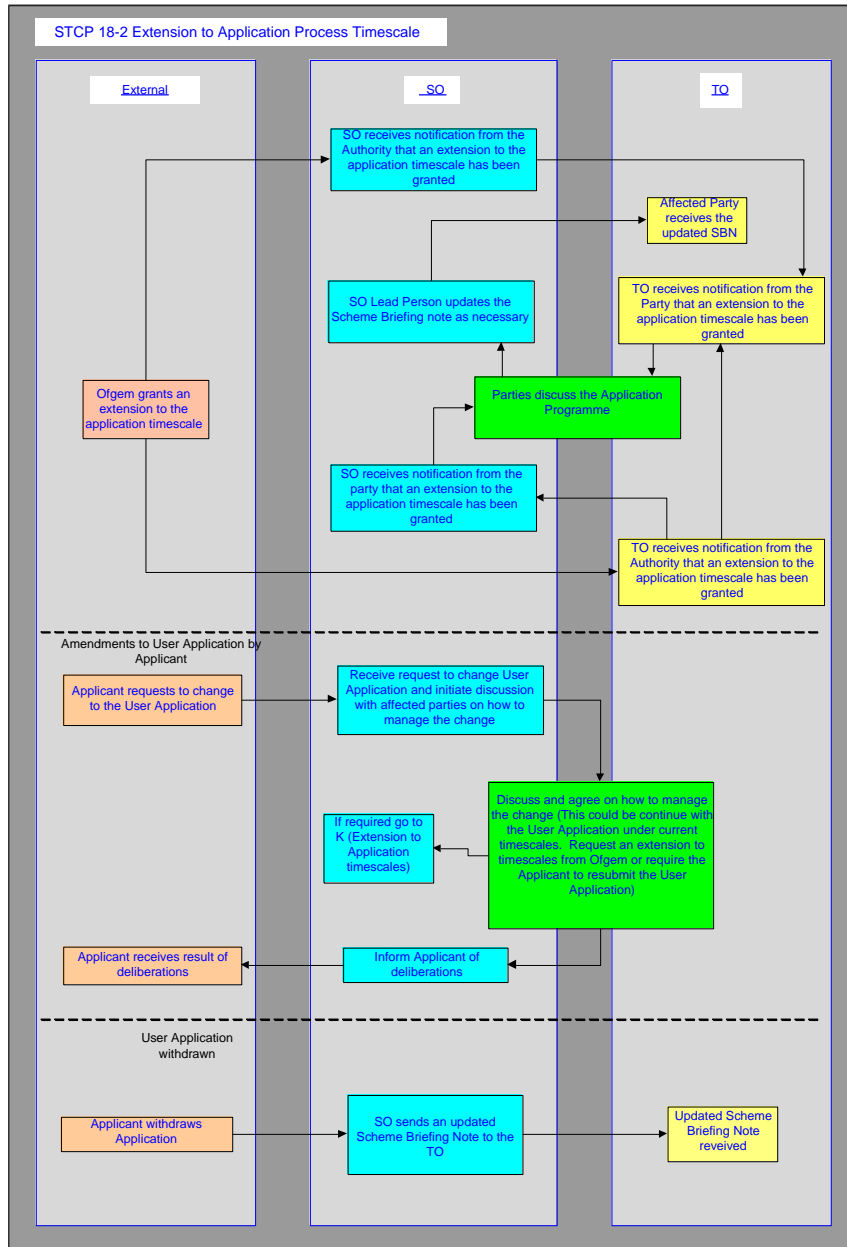 STCP 18-2 Extension to Application Process Timescale
External
SO
TO
SO receives notification from the
Authority that an extension to the
application timescale has been
granted
Affected Party
receives the
updated SBN
SO Lead Person updates the
Scheme Briefing note as necessary
TO receives notification from the
Party that an extension to the
application timescale has been
granted
Ofgem grants an
extension to the
application timescale
Parties discuss the Application
Programme
SO receives notification from the
party that an extension to the
application timescale has been
granted
TO receives notification from the
Authority that an extension to the
application timescale has been
granted
Amendments to User Application by
Applicant
Applicant requests to change
to the User Application
Receive request to change User
Application and initiate discussion
with affected parties on how to
manage the change
Discuss and agree on how to manage
the change (This could be continue with
the User Application under current
timescales. Request an extension to
timescales from Ofgem or require the
Applicant to resubmit the User
Application)
If required go to
K (Extension to
Application
timescales)
Applicant receives result of
deliberations
Inform Applicant of
deliberations
User Application
withdrawn
Applicant withdraws
Application
SO sends an updated
Scheme Briefing Note to the
TO
Updated Scheme
Briefing Note
reveived